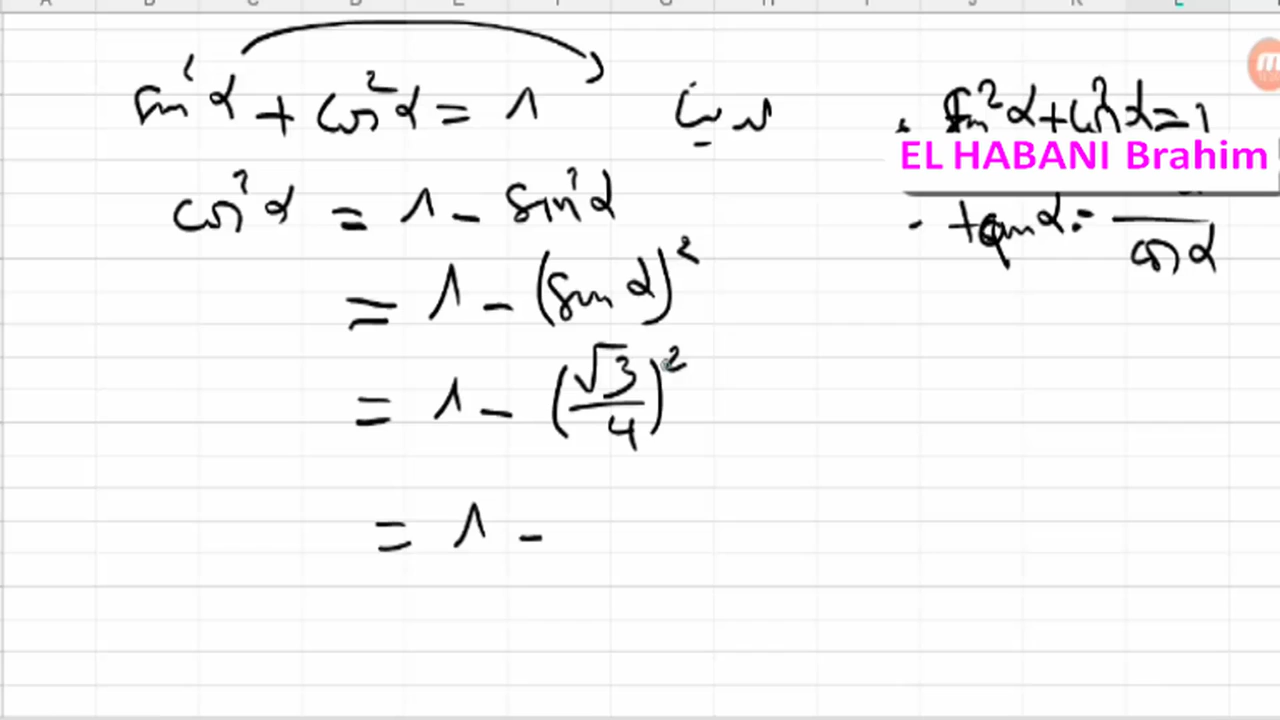 sin²α + cos²α = 1
cos²α = 1 - sin²α
= 1 - (sin α)²
= 1 - (√3/4)²
= 1 -
. sin²α + cos²α = 1
EL HABANI Brahim
. tan α = /cos α